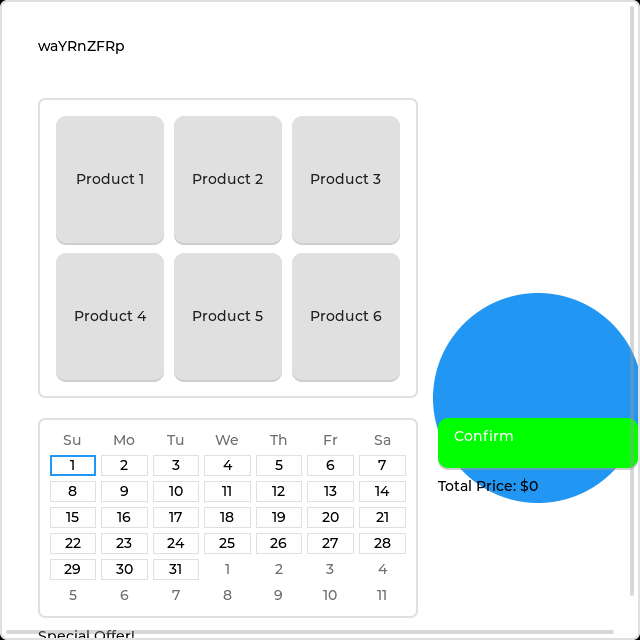 waYRnZFRp
Product 1 Product 2 Product 3
Product 4 Product 5 Product 6
Su Mo Tu We Th Fr Sa
1 2 3 4 5 6 7
8 9 10 11 12 13 14
15 16 17 18 19 20 21
22 23 24 25 26 27 28
29 30 31 1 2 3 4
5 6 7 8 9 10 11
Confirm
Total Price: $0
Special Offer!